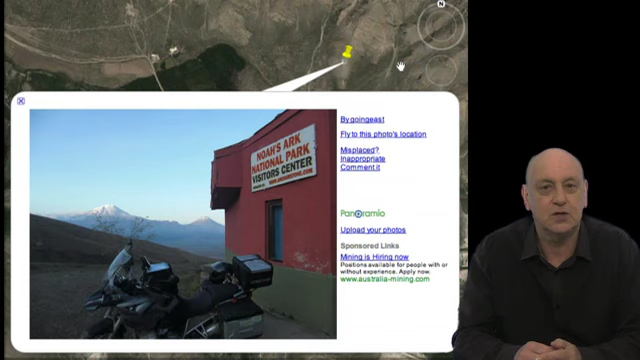 N
NOAH'S ARK
NATIONAL PARK
VISITORS CENTER
By goingeast
Fly to this photo's location
Misplaced?
Inappropriate
Comment it
Panoramio
Upload your photos
Sponsored Links
Mining is Hiring now
Positions available for people with or
without experience. Apply now.
www.australia-mining.com